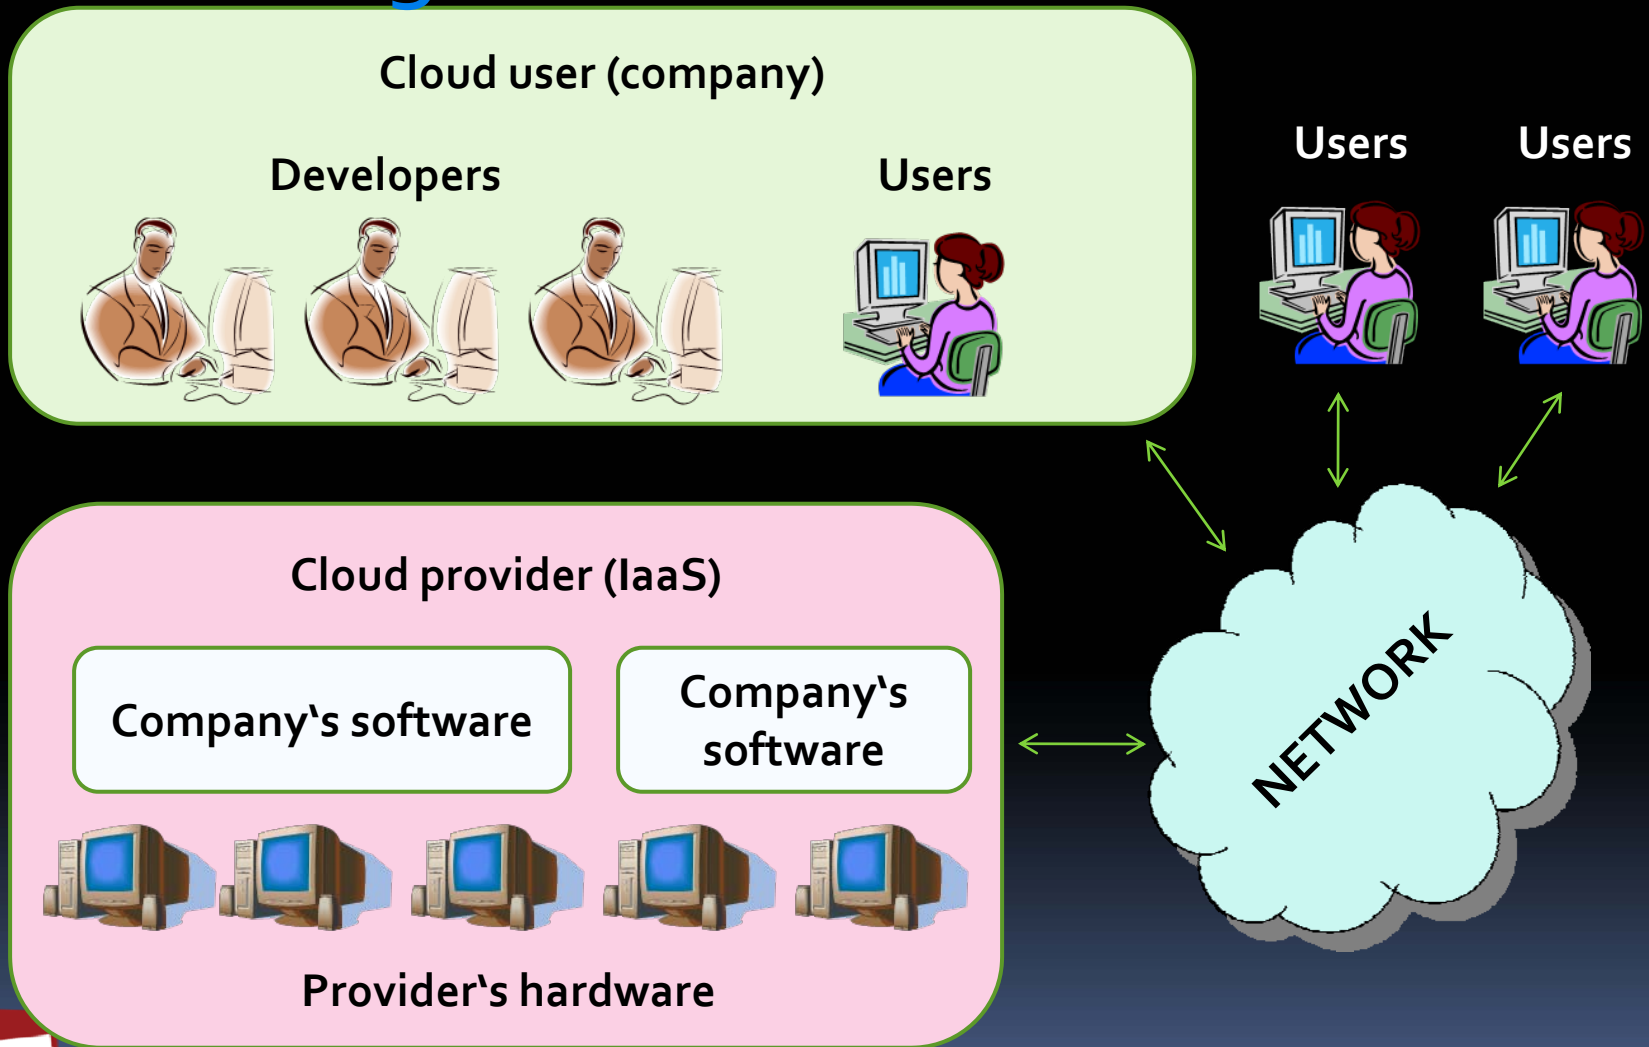 Cloud user (company)
Developers
Users
Users
Users
Cloud provider (IaaS)
Company‘s software
Company‘s
software
Provider‘s hardware
NETWORK